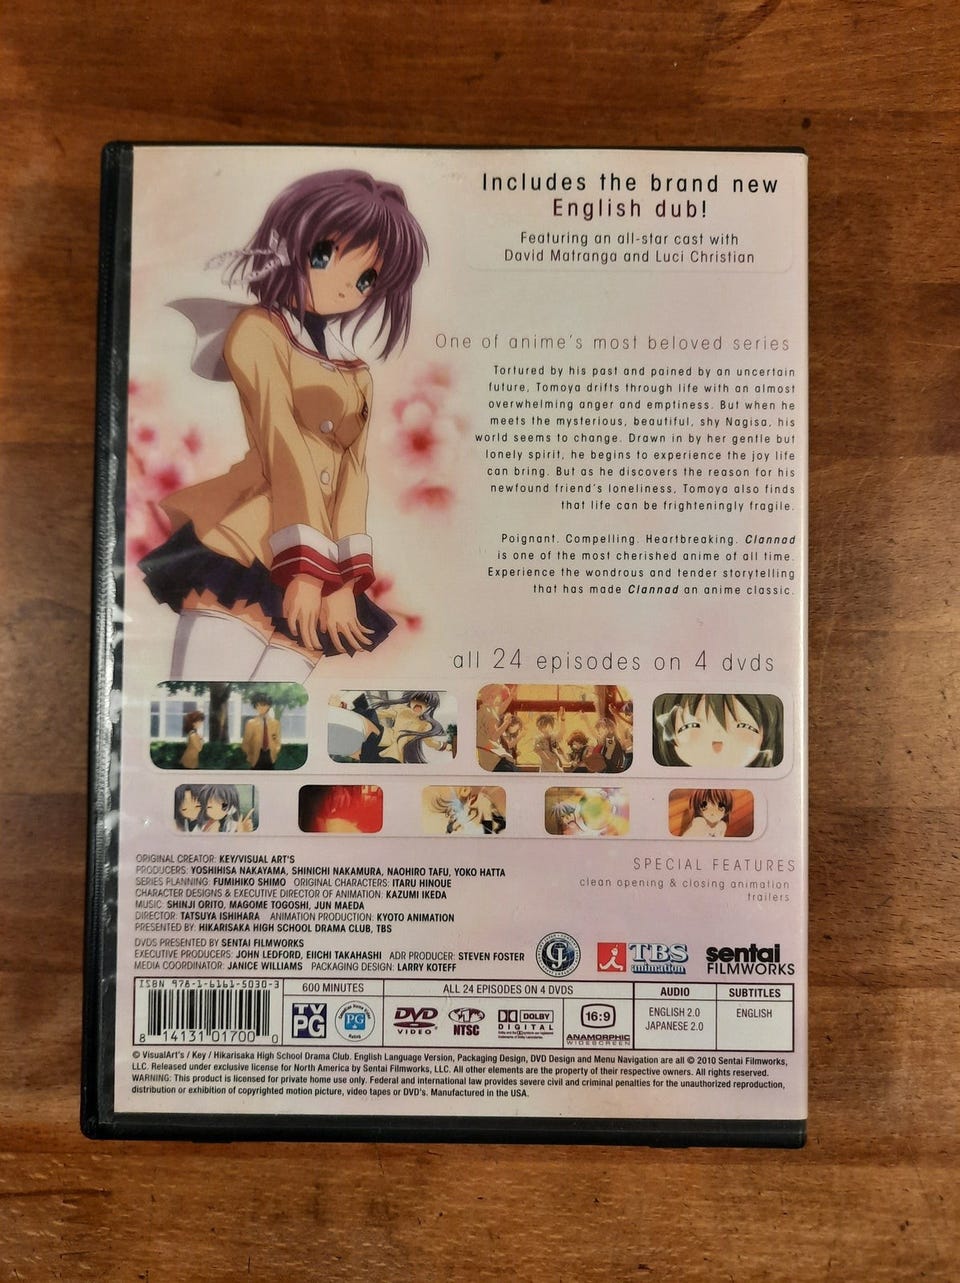 Includes the brand new
English dub!
Featuring an all-star cast with
David Matranga and Luci Christian
One of anime's most beloved series
Tortured by his past and pained by an uncertain
future, Tomoya drifts through life with an almost
overwhelming anger and emptiness. But when he
meets the mysterious, beautiful, shy Nagisa, his
world seems to change. Drawn in by her gentle but
lonely spirit, he begins to experience the joy life
can bring. But as he discovers the reason for his
newfound friend's loneliness, Tomoya also finds
that life can be frighteningly fragile.
Poignant. Compelling. Heartbreaking. Clannad
is one of the most cherished anime of all time.
Experience the wondrous and tender storytelling
that has made Clannad an anime classic.
all 24 episodes on 4 dvds
ORIGINAL CREATOR: KEY/VISUAL ART'S
PRODUCERS: YOSHIHISA NAKAYAMA, SHINICHI NAKAMURA, NAOHIRO TAFU, YOKO HATTA
SERIES PLANNING: FUMIHIKO SHIMO ORIGINAL CHARACTERS: ITARU HINOUE
CHARACTER DESIGNS & EXECUTIVE DIRECTOR OF ANIMATION: KAZUMI IKEDA
MUSIC: SHINJI ORITO, MAGOME TOGOSHI, JUN MAEDA
DIRECTOR: TATSUYA ISHIHARA ANIMATION PRODUCTION: KYOTO ANIMATION
PRESENTED BY: HIKARISAKA HIGH SCHOOL DRAMA CLUB, TBS
DVDS PRESENTED BY SENTAI FILMWORKS
EXECUTIVE PRODUCERS: JOHN LEDFORD, EIICHI TAKAHASHI ADR PRODUCER: STEVEN FOSTER
MEDIA COORDINATOR: JANICE WILLIAMS PACKAGING DESIGN: LARRY KOTEFF
SPECIAL FEATURES
clean opening & closing animation
trailers
TBS
animation
sentai
FILMWORKS
ISBN 978-1-6161-5030-3
8 14131 01700 0
600 MINUTES
TV
PG
PG
ALL 24 EPISODES ON 4 DVDS
DVD
VIDEO
NTSC
DOLBY
DIGITAL
16:9
ANAMORPHIC
WIDESCREEN
AUDIO
ENGLISH 2.0
JAPANESE 2.0
SUBTITLES
ENGLISH
© VisualArt's / Key / Hikarisaka High School Drama Club. English Language Version, Packaging Design, DVD Design and Menu Navigation are all © 2010 Sentai Filmworks,
LLC. Released under exclusive license for North America by Sentai Filmworks, LLC. All other elements are the property of their respective owners. All rights reserved.
WARNING: This product is licensed for private home use only. Federal and international law provides severe civil and criminal penalties for the unauthorized reproduction,
distribution or exhibition of copyrighted motion picture, video tapes or DVD's. Manufactured in the USA.